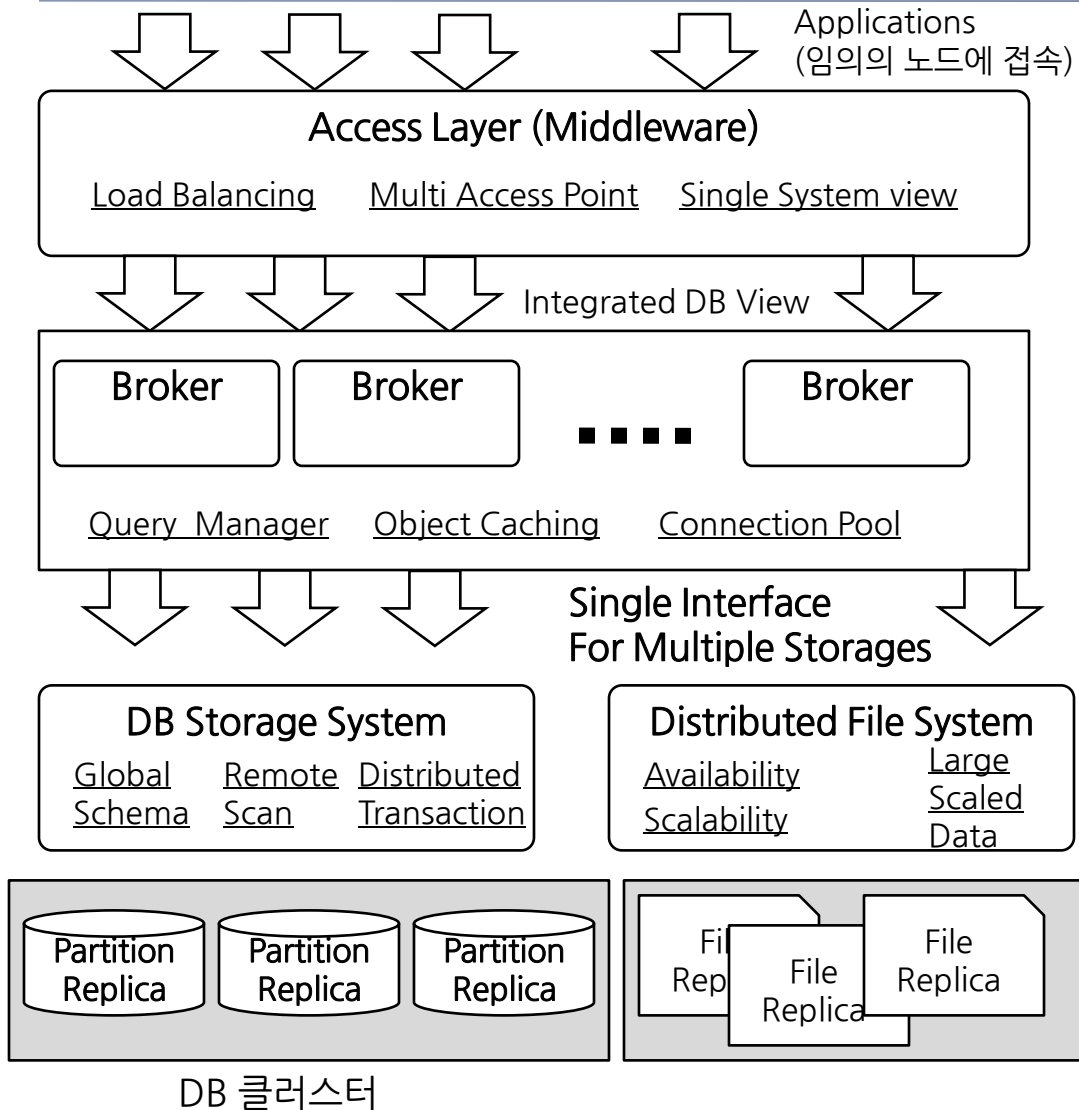 Applications
(임의의 노드에 접속)
Access Layer (Middleware)
Load Balancing Multi Access Point Single System view
Integrated DB View
Broker Broker Broker
Query Manager Object Caching Connection Pool
Single Interface
For Multiple Storages
DB Storage System
Global Remote Distributed
Schema Scan Transaction
Distributed File System
Availability
Scalability
Large
Scaled
Data
Partition
Replica
Partition
Replica
Partition
Replica
File
Replica
File
Replica
DB 클러스터